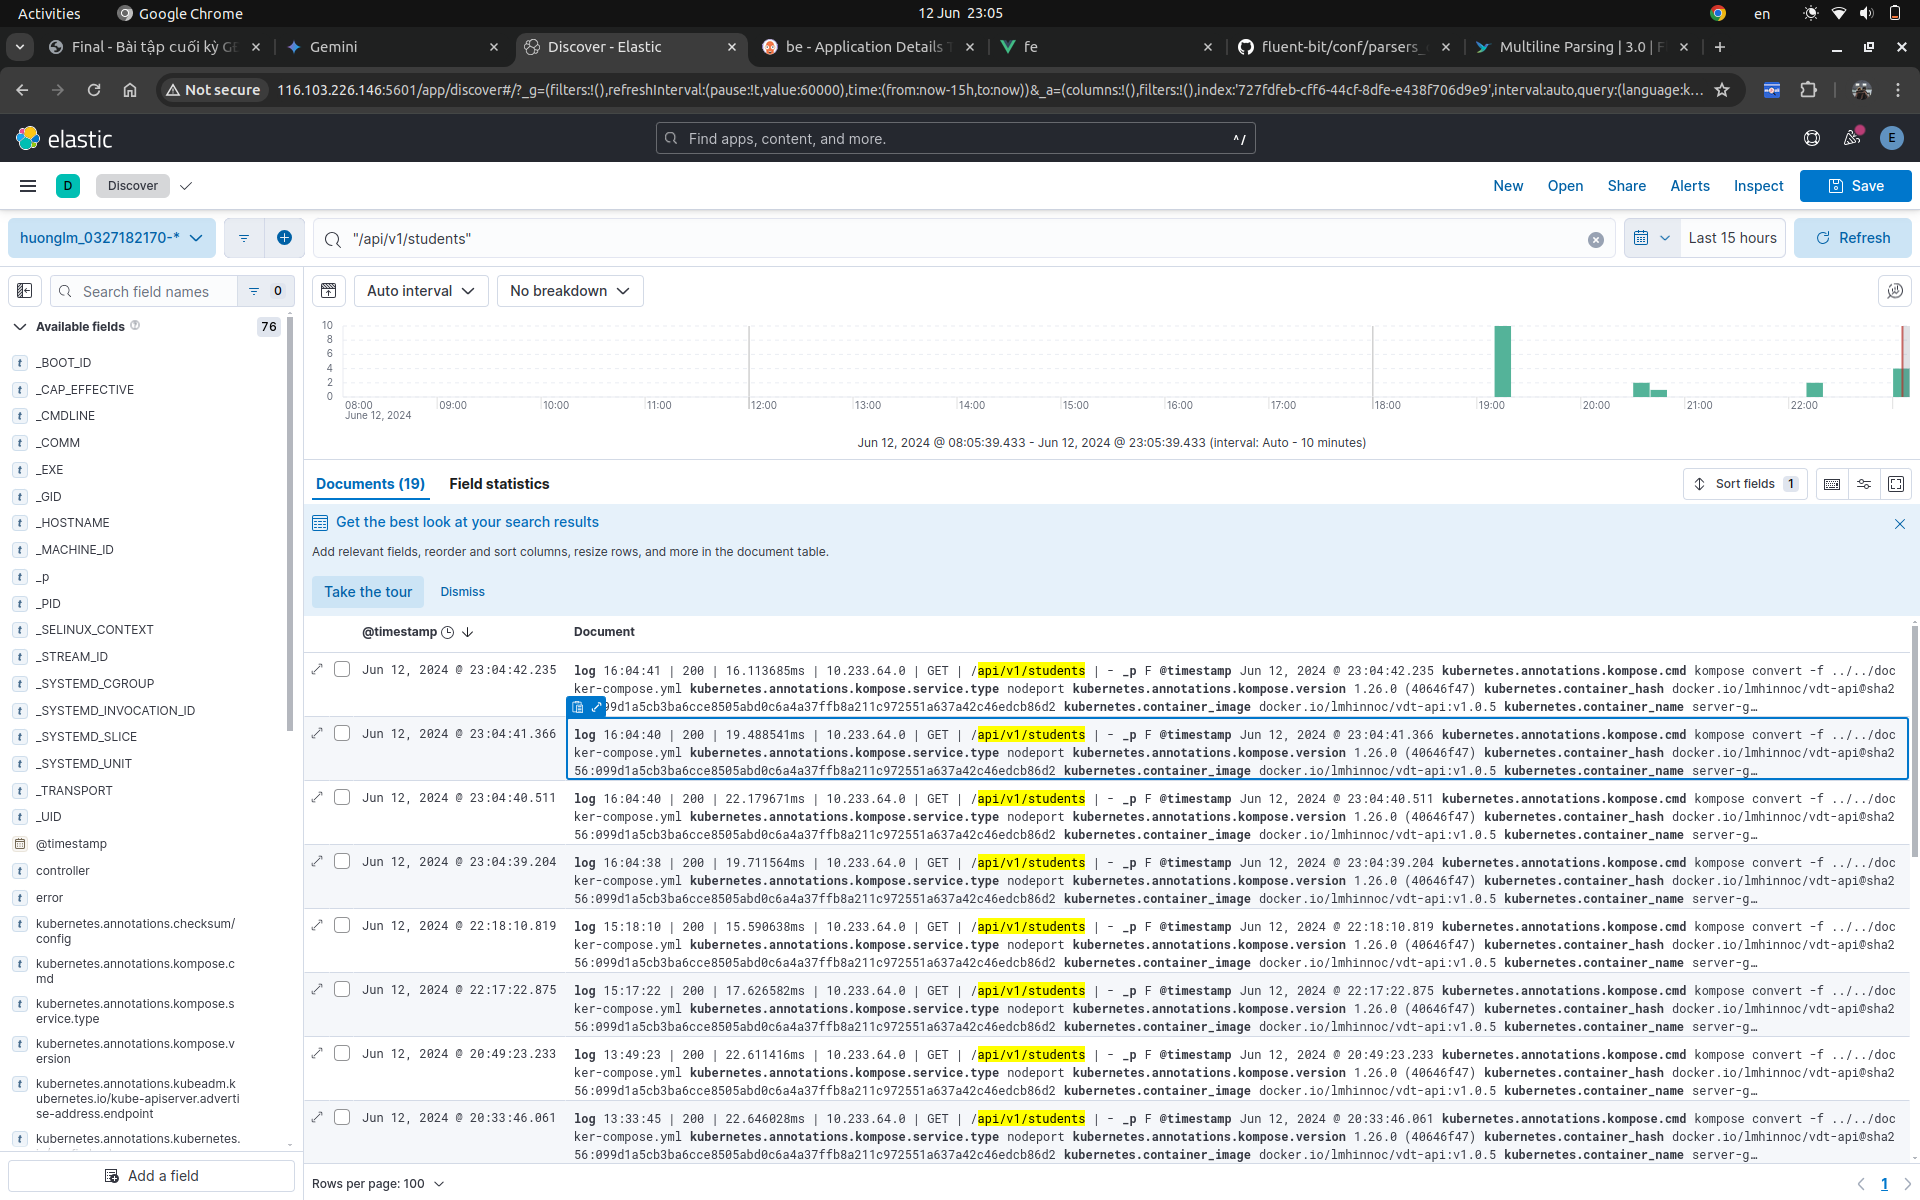 Activities
Google Chrome
12 Jun 23:05
en
Final - Bài tập cuối kỳ G
Gemini
Discover - Elastic
be - Application Details
fe
fluent-bit/conf/parsers_
Multiline Parsing | 3.0 |
Not secure
116.103.226.146:5601/app/discover#/?_g=(filters:!(),refreshInterval:(pause:!t,value:60000),time:(from:now-15h,to:now))&_a=(columns:!(),filters:!(),index:'727fdfeb-cff6-44cf-8dfe-e438f706d9e9',interval:auto,query:(language:k...
elastic
Find apps, content, and more.
^/
E
D
Discover
New
Open
Share
Alerts
Inspect
Save
huonglm_0327182170-*
"/api/v1/students"
Last 15 hours
Refresh
Search field names
0
Auto interval
No breakdown
Available fields
76
_BOOT_ID
_CAP_EFFECTIVE
_CMDLINE
_COMM
_EXE
_GID
_HOSTNAME
_MACHINE_ID
_p
_PID
_SELINUX_CONTEXT
_STREAM_ID
_SYSTEMD_CGROUP
_SYSTEMD_INVOCATION_ID
_SYSTEMD_SLICE
_SYSTEMD_UNIT
_TRANSPORT
_UID
@timestamp
controller
error
kubernetes.annotations.checksum/
config
kubernetes.annotations.kompose.c
md
kubernetes.annotations.kompose.s
ervice.type
kubernetes.annotations.kompose.v
ersion
kubernetes.annotations.kubeadm.k
ubernetes.io/kube-apiserver.adverti
se-address.endpoint
kubernetes.annotations.kubernetes.
Add a field
10
8
6
4
2
0
08:00
June 12, 2024
09:00
10:00
11:00
12:00
13:00
14:00
15:00
16:00
17:00
18:00
19:00
20:00
21:00
22:00
Jun 12, 2024 @ 08:05:39.433 - Jun 12, 2024 @ 23:05:39.433 (interval: Auto - 10 minutes)
Documents (19)
Field statistics
Sort fields 1
Get the best look at your search results
Add relevant fields, reorder and sort columns, resize rows, and more in the document table.
Take the tour
Dismiss
@timestamp
Document
Jun 12, 2024 @ 23:04:42.235
log 16:04:41 | 200 | 16.113685ms | 10.233.64.0 | GET | /api/v1/students | - _p F @timestamp Jun 12, 2024 @ 23:04:42.235 kubernetes.annotations.kompose.cmd kompose convert -f ../../doc
ker-compose.yml kubernetes.annotations.kompose.service.type nodeport kubernetes.annotations.kompose.version 1.26.0 (40646f47) kubernetes.container_hash docker.io/lmhinnoc/vdt-api@sha2
99d1a5cb3ba6cce8505abd0c6a4a37ffb8a211c972551a637a42c46edcb86d2 kubernetes.container_image docker.io/lmhinnoc/vdt-api:v1.0.5 kubernetes.container_name server-g…
Jun 12, 2024 @ 23:04:41.366
log 16:04:40 | 200 | 19.488541ms | 10.233.64.0 | GET | /api/v1/students | - _p F @timestamp Jun 12, 2024 @ 23:04:41.366 kubernetes.annotations.kompose.cmd kompose convert -f ../../doc
ker-compose.yml kubernetes.annotations.kompose.service.type nodeport kubernetes.annotations.kompose.version 1.26.0 (40646f47) kubernetes.container_hash docker.io/lmhinnoc/vdt-api@sha2
56:099d1a5cb3ba6cce8505abd0c6a4a37ffb8a211c972551a637a42c46edcb86d2 kubernetes.container_image docker.io/lmhinnoc/vdt-api:v1.0.5 kubernetes.container_name server-g…
Jun 12, 2024 @ 23:04:40.511
log 16:04:40 | 200 | 22.179671ms | 10.233.64.0 | GET | /api/v1/students | - _p F @timestamp Jun 12, 2024 @ 23:04:40.511 kubernetes.annotations.kompose.cmd kompose convert -f ../../doc
ker-compose.yml kubernetes.annotations.kompose.service.type nodeport kubernetes.annotations.kompose.version 1.26.0 (40646f47) kubernetes.container_hash docker.io/lmhinnoc/vdt-api@sha2
56:099d1a5cb3ba6cce8505abd0c6a4a37ffb8a211c972551a637a42c46edcb86d2 kubernetes.container_image docker.io/lmhinnoc/vdt-api:v1.0.5 kubernetes.container_name server-g…
Jun 12, 2024 @ 23:04:39.204
log 16:04:38 | 200 | 19.711564ms | 10.233.64.0 | GET | /api/v1/students | - _p F @timestamp Jun 12, 2024 @ 23:04:39.204 kubernetes.annotations.kompose.cmd kompose convert -f ../../doc
ker-compose.yml kubernetes.annotations.kompose.service.type nodeport kubernetes.annotations.kompose.version 1.26.0 (40646f47) kubernetes.container_hash docker.io/lmhinnoc/vdt-api@sha2
56:099d1a5cb3ba6cce8505abd0c6a4a37ffb8a211c972551a637a42c46edcb86d2 kubernetes.container_image docker.io/lmhinnoc/vdt-api:v1.0.5 kubernetes.container_name server-g…
Jun 12, 2024 @ 22:18:10.819
log 15:18:10 | 200 | 15.590638ms | 10.233.64.0 | GET | /api/v1/students | - _p F @timestamp Jun 12, 2024 @ 22:18:10.819 kubernetes.annotations.kompose.cmd kompose convert -f ../../doc
ker-compose.yml kubernetes.annotations.kompose.service.type nodeport kubernetes.annotations.kompose.version 1.26.0 (40646f47) kubernetes.container_hash docker.io/lmhinnoc/vdt-api@sha2
56:099d1a5cb3ba6cce8505abd0c6a4a37ffb8a211c972551a637a42c46edcb86d2 kubernetes.container_image docker.io/lmhinnoc/vdt-api:v1.0.5 kubernetes.container_name server-g…
Jun 12, 2024 @ 22:17:22.875
log 15:17:22 | 200 | 17.626582ms | 10.233.64.0 | GET | /api/v1/students | - _p F @timestamp Jun 12, 2024 @ 22:17:22.875 kubernetes.annotations.kompose.cmd kompose convert -f ../../doc
ker-compose.yml kubernetes.annotations.kompose.service.type nodeport kubernetes.annotations.kompose.version 1.26.0 (40646f47) kubernetes.container_hash docker.io/lmhinnoc/vdt-api@sha2
56:099d1a5cb3ba6cce8505abd0c6a4a37ffb8a211c972551a637a42c46edcb86d2 kubernetes.container_image docker.io/lmhinnoc/vdt-api:v1.0.5 kubernetes.container_name server-g…
Jun 12, 2024 @ 20:49:23.233
log 13:49:23 | 200 | 22.611416ms | 10.233.64.0 | GET | /api/v1/students | - _p F @timestamp Jun 12, 2024 @ 20:49:23.233 kubernetes.annotations.kompose.cmd kompose convert -f ../../doc
ker-compose.yml kubernetes.annotations.kompose.service.type nodeport kubernetes.annotations.kompose.version 1.26.0 (40646f47) kubernetes.container_hash docker.io/lmhinnoc/vdt-api@sha2
56:099d1a5cb3ba6cce8505abd0c6a4a37ffb8a211c972551a637a42c46edcb86d2 kubernetes.container_image docker.io/lmhinnoc/vdt-api:v1.0.5 kubernetes.container_name server-g…
Jun 12, 2024 @ 20:33:46.061
log 13:33:45 | 200 | 22.646028ms | 10.233.64.0 | GET | /api/v1/students | - _p F @timestamp Jun 12, 2024 @ 20:33:46.061 kubernetes.annotations.kompose.cmd kompose convert -f ../../doc
ker-compose.yml kubernetes.annotations.kompose.service.type nodeport kubernetes.annotations.kompose.version 1.26.0 (40646f47) kubernetes.container_hash docker.io/lmhinnoc/vdt-api@sha2
56:099d1a5cb3ba6cce8505abd0c6a4a37ffb8a211c972551a637a42c46edcb86d2 kubernetes.container_image docker.io/lmhinnoc/vdt-api:v1.0.5 kubernetes.container_name server-g…
Rows per page: 100
1